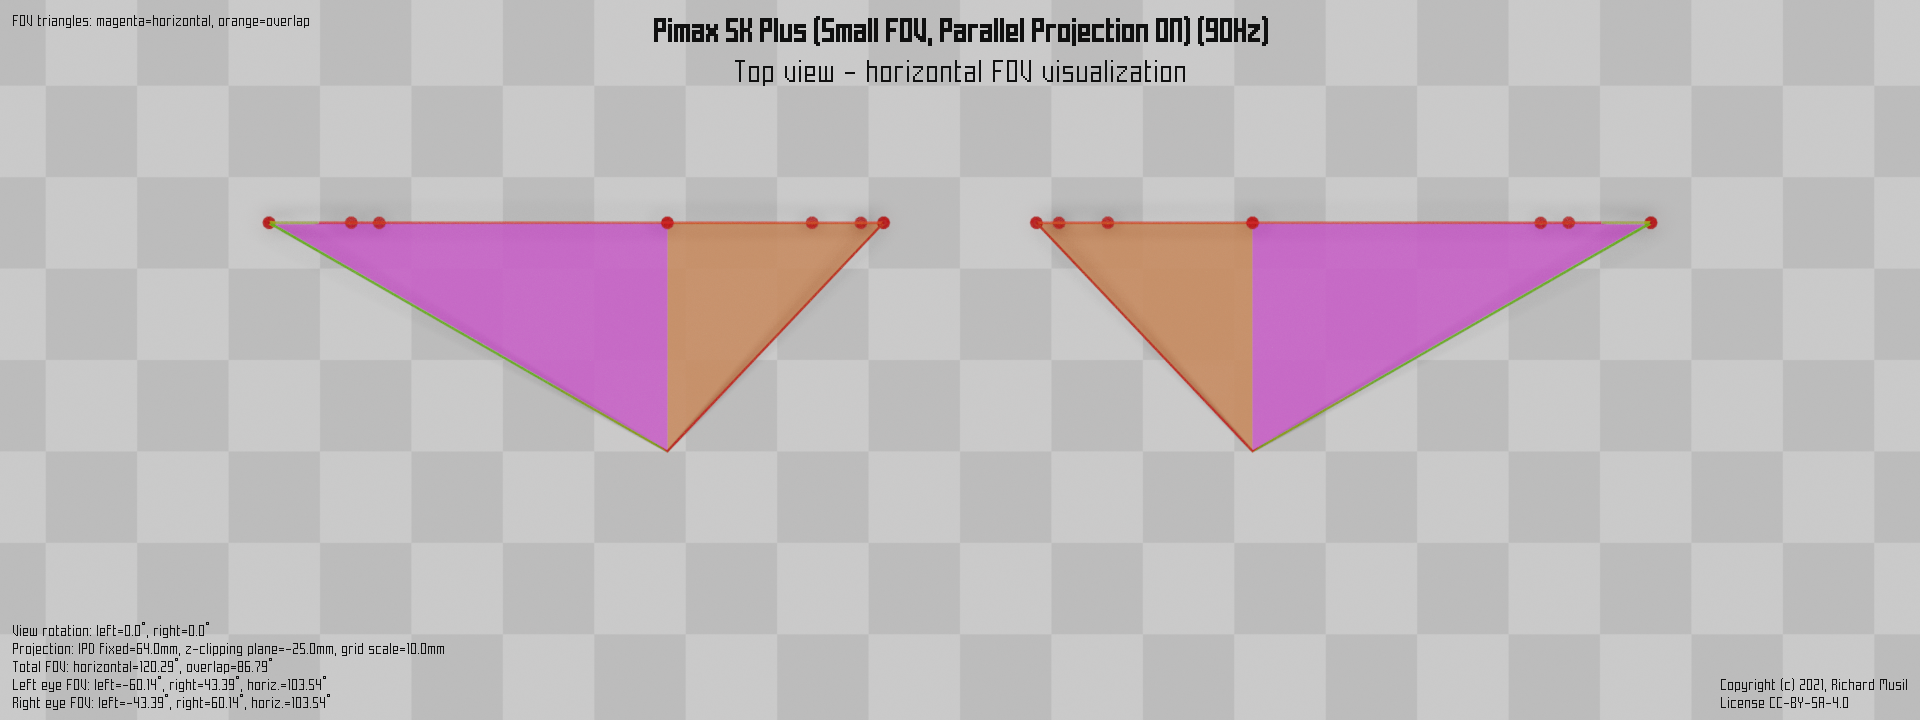 FOV triangles: magenta=horizontal, orange=overlap
Pimax 5K Plus (Small FOV, Parallel Projection ON) (90Hz)
Top view - horizontal FOV visualization
View rotation: left=0.0°, right=0.0°
Projection: IPD fixed=64.0mm, z-clipping plane=-25.0mm, grid scale=10.0mm
Total FOV: horizontal=120.29°, overlap=86.79°
Left eye FOV: left=-60.14°, right=43.39°, horiz.=103.54°
Right eye FOV: left=-43.39°, right=60.14°, horiz.=103.54°
Copyright (c) 2021, Richard Musil
License CC-BY-SA-4.0